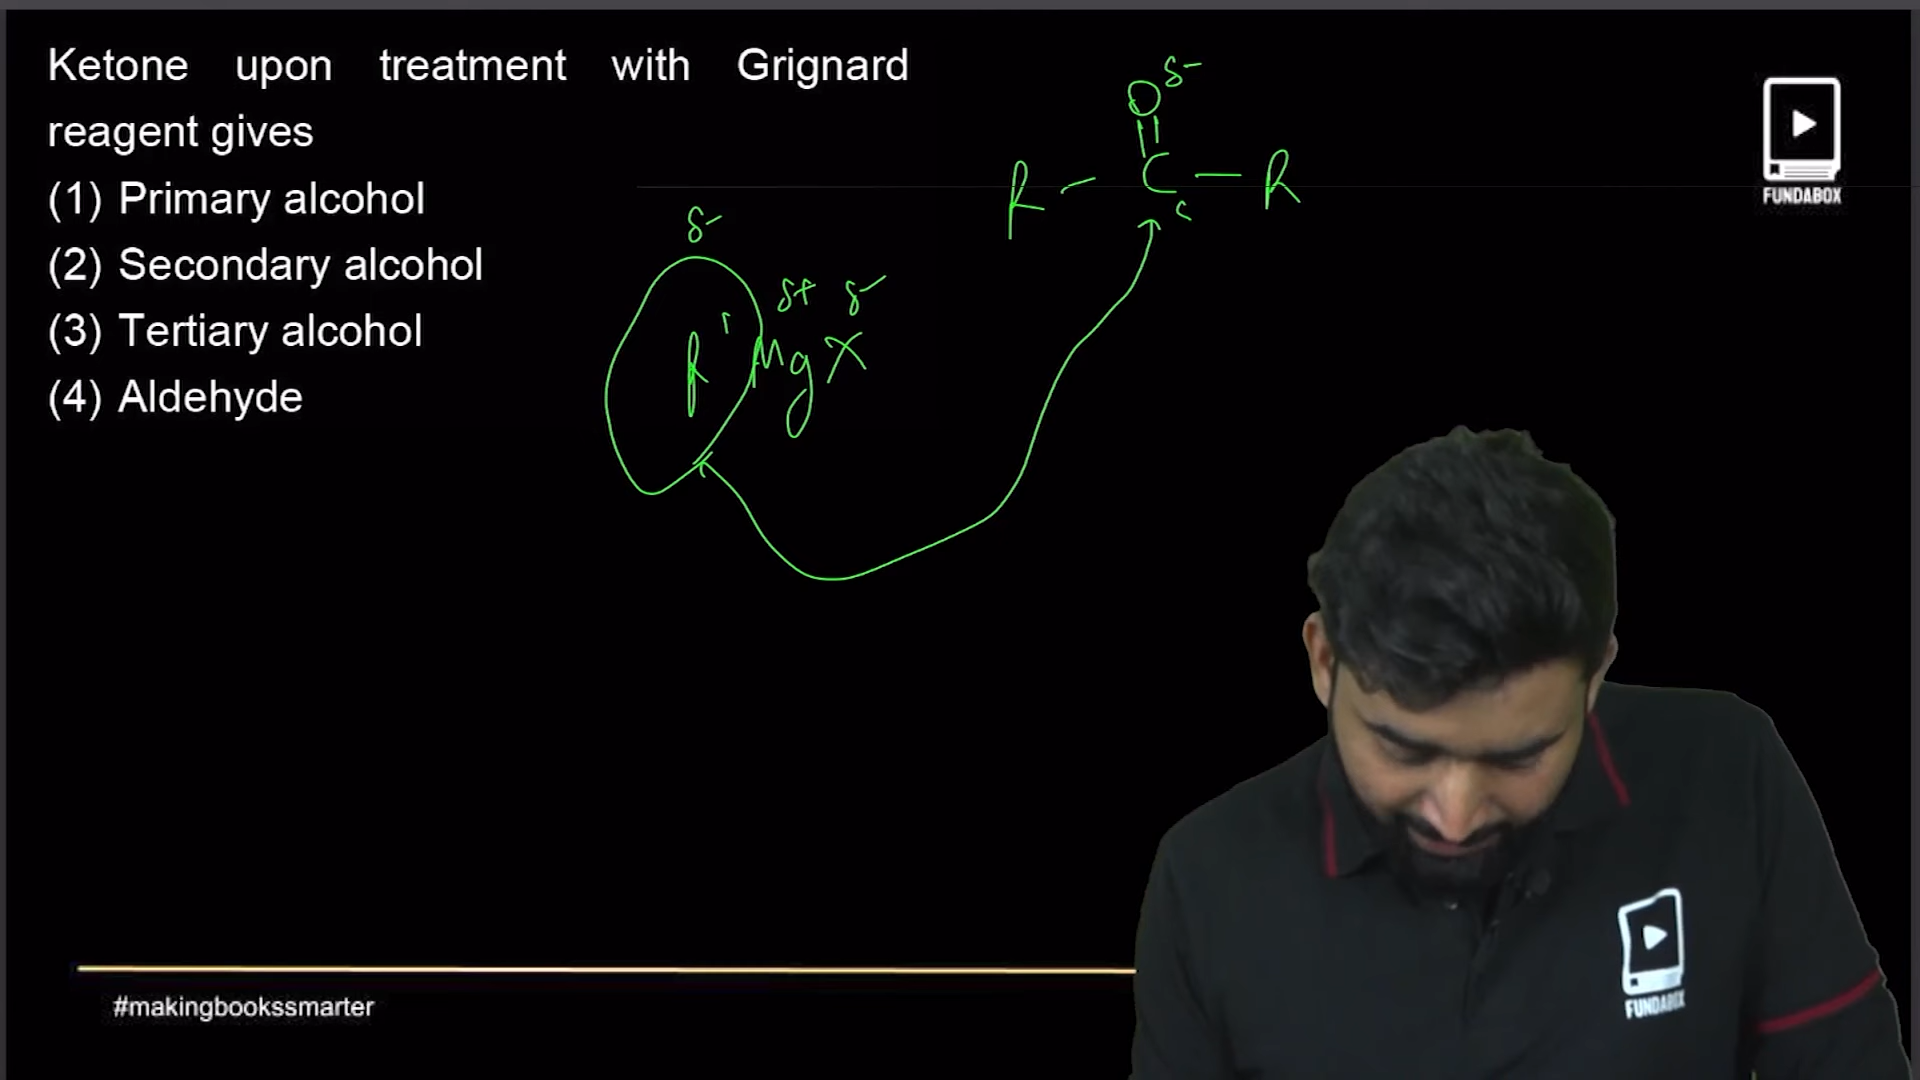 Ketone upon treatment with Grignard
reagent gives
(1) Primary alcohol
(2) Secondary alcohol
(3) Tertiary alcohol
(4) Aldehyde
O δ-
R - C - R
δ-
δ+ δ-
R' MgX
FUNDABOX
FUNDABOX
#makingbookssmarter